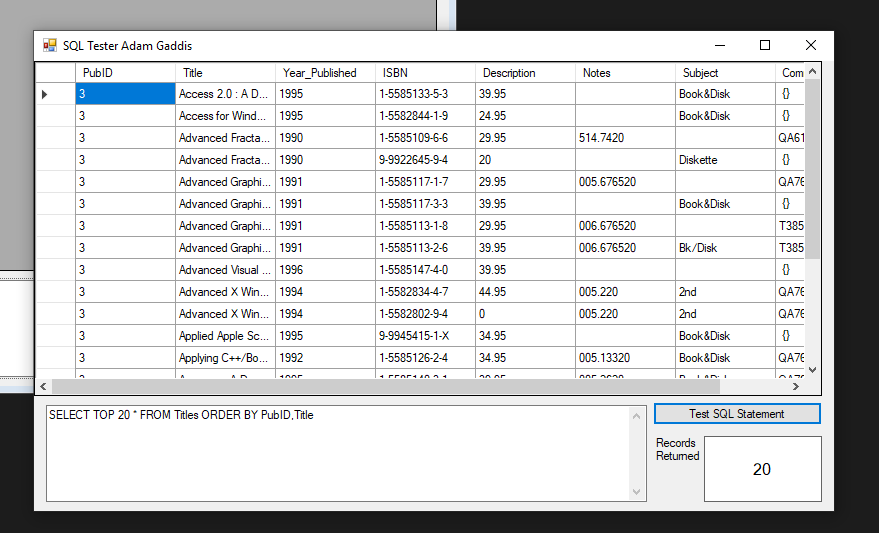 SQL Tester Adam Gaddis
PubID Title Year_Published ISBN Description Notes Subject Com
3 Access 2.0 : A D... 1995 1-5585133-5-3 39.95 Book&Disk {}
3 Access for Wind... 1995 1-5582844-1-9 24.95 Book&Disk {}
3 Advanced Fracta... 1990 1-5585109-6-6 29.95 514.7420 QA61
3 Advanced Fracta... 1990 9-9922645-9-4 20 Diskette {}
3 Advanced Graphi... 1991 1-5585117-1-7 29.95 005.676520 QA76
3 Advanced Graphi... 1991 1-5585117-3-3 39.95 Book&Disk {}
3 Advanced Graphi... 1991 1-5585113-1-8 29.95 006.676520 T385
3 Advanced Graphi... 1991 1-5585113-2-6 39.95 006.676520 Bk/Disk T385
3 Advanced Visual ... 1996 1-5585147-4-0 39.95 {}
3 Advanced X Win... 1994 1-5582834-4-7 44.95 005.220 2nd QA76
3 Advanced X Win... 1994 1-5582802-9-4 0 005.220 2nd QA76
3 Applied Apple Sc... 1995 9-9945415-1-X 34.95 Book&Disk {}
3 Applying C++/Bo... 1992 1-5585126-2-4 34.95 005.13320 Book&Disk QA76
SELECT TOP 20 * FROM Titles ORDER BY PubID,Title
Test SQL Statement
Records
Returned
20